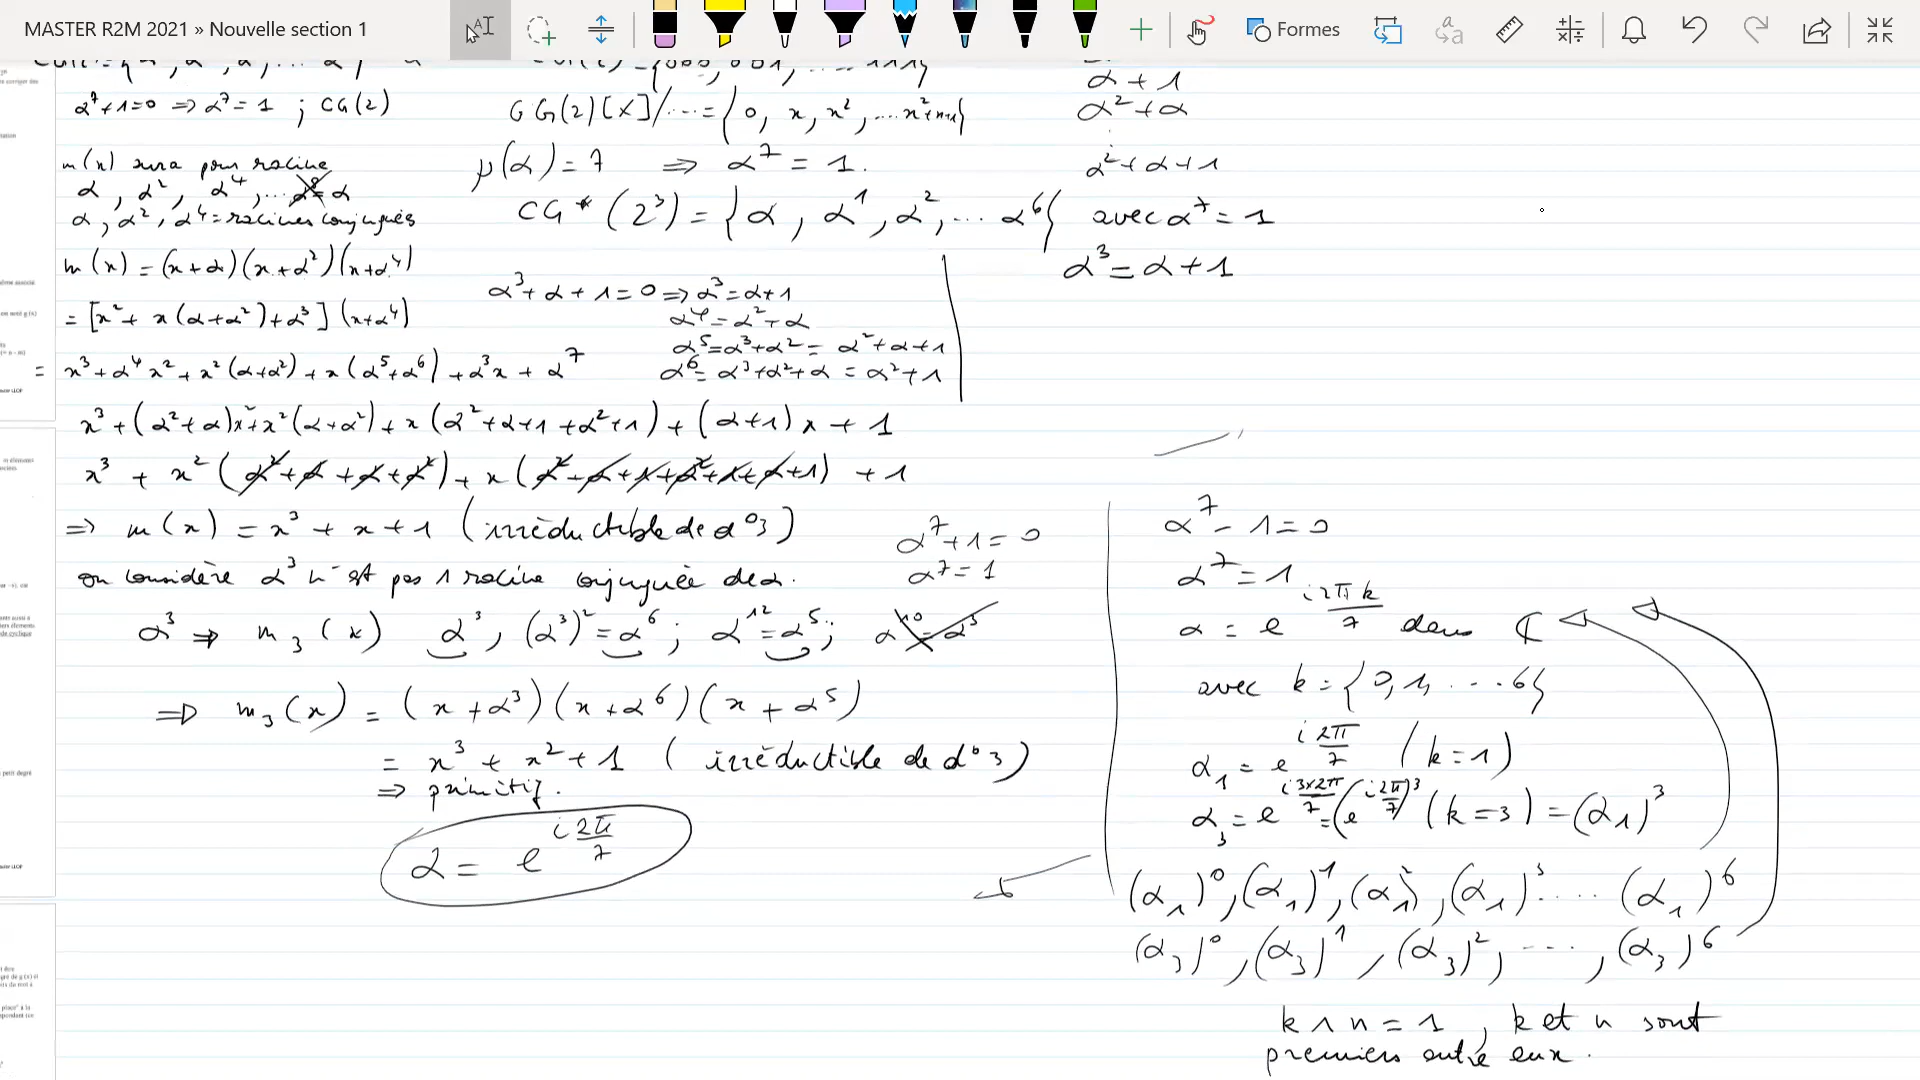 MASTER R2M 2021 » Nouvelle section 1
Formes
α⁷+1=0 => α⁷=1 ; CG(2)
m(x) aura pour racine
α, α², α⁴, ... α⁸=α
α, α², α⁴ = racines conjugués
m(x) = (x+α)(x+α²)(x+α⁴)
= [x² + x(α+α²)+α³] (x+α⁴)
= x³+α⁴x²+x²(α+α²)+x(α⁵+α⁶)+α³x+α⁷
x³+(α²+α)x²+x²(α+α²)+x(α²+α+1+α²+1)+(α+1)x+1
x³ + x²(α²+α+α+α²)+x(α²+α+1+α²+1+α+1) +1
=> m(x) = x³+x+1 (irréductible de d°3)
on considère α³ n'est pas 1 racine conjuguée de α.
α³ => m₃(x) α³, (α³)²=α⁶; α¹²=α⁵; α¹⁰=α³
=> m₃(x) = (x+α³)(x+α⁶)(x+α⁵)
= x³+x²+1 (irréductible de d°3)
=> primitif.
α = e^(i2π/7)
CG(2)[X]/... = {0, x, x², ... x²+x+1}
μ(α)=7 => α⁷ = 1.
CG*(2³) = {α, α¹, α², ... α⁶} avec α⁷=1
α³+α+1=0 => α³=α+1
α⁴=α²+α
α⁵=α³+α²=α²+α+1
α⁶=α³+α²+α=α²+1
α⁷+1=0
α⁷=1
α+1
α²+α
α²+α+1
α³=α+1
α⁷-1=0
α⁷=1
α = e^(i2πk/7) dans ℂ
avec k={0,1,...6}
α₁ = e^(i2π/7) (k=1)
α₃ = e^(i3×2π/7) = (e^(i2π/7))³ (k=3) = (α₁)³
(α₁)⁰, (α₁)¹, (α₁)², (α₁)³.... (α₁)⁶
(α₃)⁰, (α₃)¹, (α₃)², ...., (α₃)⁶
k∧n=1, k et n sont
premiers entre eux.